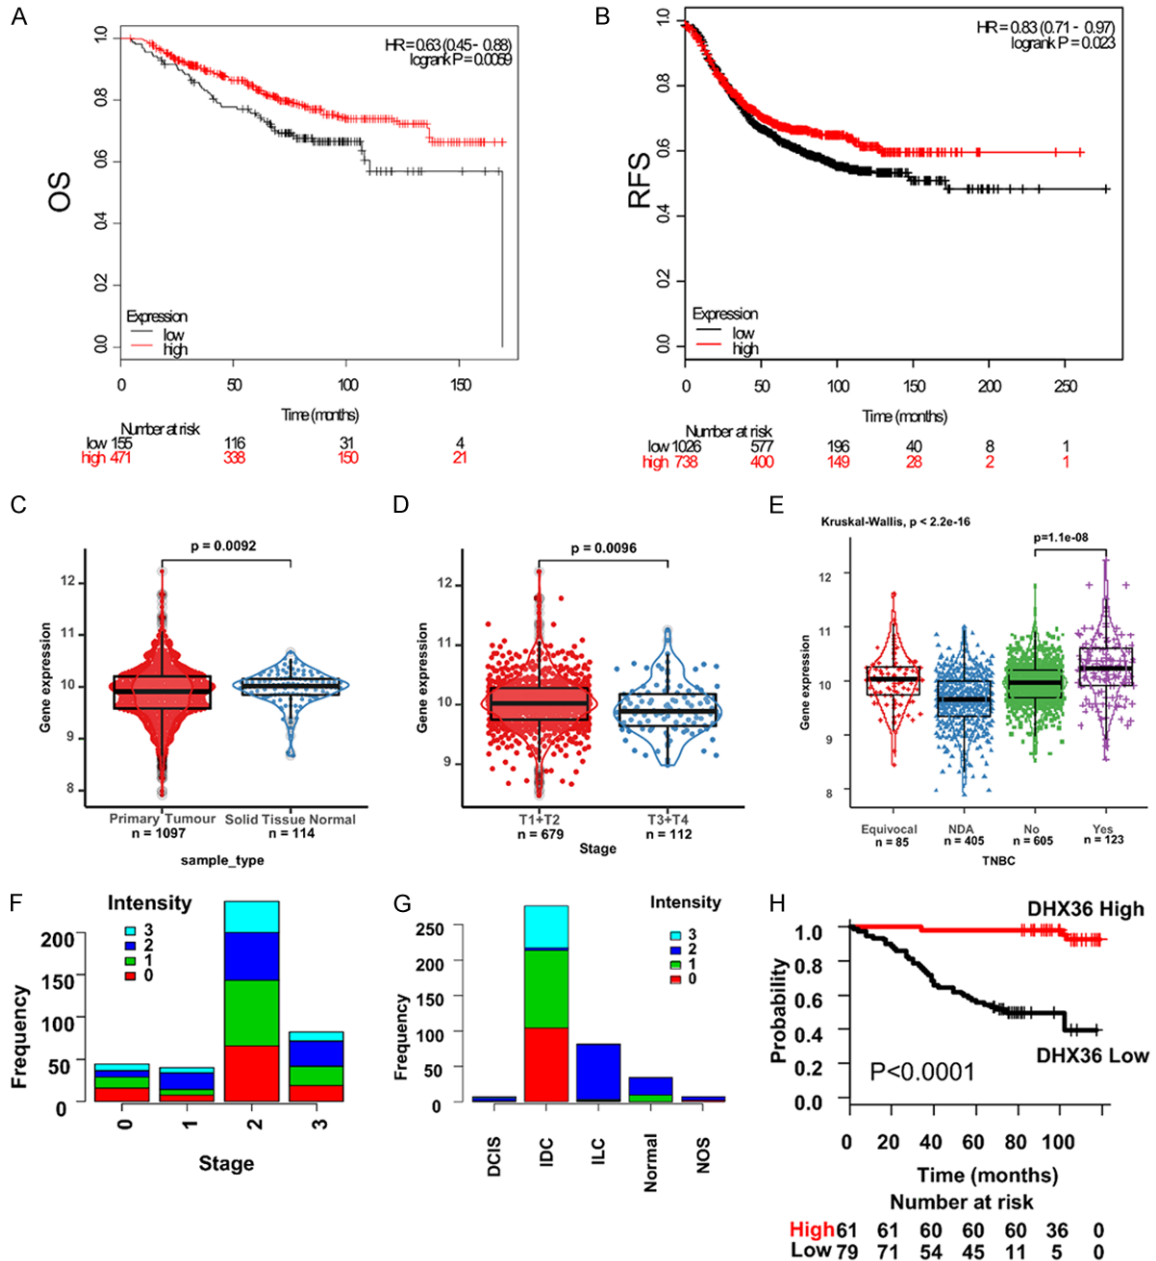 A
HR = 0.63 (0.45 - 0.88)
logrank P = 0.0059
OS
1.0
0.8
0.6
0.4
0.2
0.0
Expression
low
high
0 50 100 150
Time (months)
Number at risk
low 155 116 31 4
high 471 338 150 21
B
HR = 0.83 (0.71 - 0.97)
logrank P = 0.023
RFS
1.0
0.8
0.6
0.4
0.2
0.0
Expression
low
high
0 50 100 150 200 250
Time (months)
Number at risk
low 1026 577 196 40 8 1
high 738 400 149 28 2 1
C
p = 0.0092
Gene expression
12
11
10
9
8
Primary Tumour Solid Tissue Normal
n = 1097 n = 114
sample_type
D
p = 0.0096
Gene expression
12
11
10
9
T1+T2 T3+T4
n = 679 n = 112
Stage
E
Kruskal-Wallis, p < 2.2e-16
p=1.1e-08
Gene expression
12
11
10
9
8
Equivocal NDA No Yes
n = 85 n = 405 n = 605 n = 123
TNBC
F
Intensity
3
2
1
0
Frequency
200
150
100
50
0
0 1 2 3
Stage
G
Intensity
3
2
1
0
Frequency
250
200
150
100
50
0
DCIS IDC ILC Normal NOS
H
DHX36 High
DHX36 Low
P<0.0001
Probability
1.0
0.8
0.6
0.4
0.2
0.0
0 20 40 60 80 100
Time (months)
Number at risk
High 61 61 60 60 60 36 0
Low 79 71 54 45 11 5 0